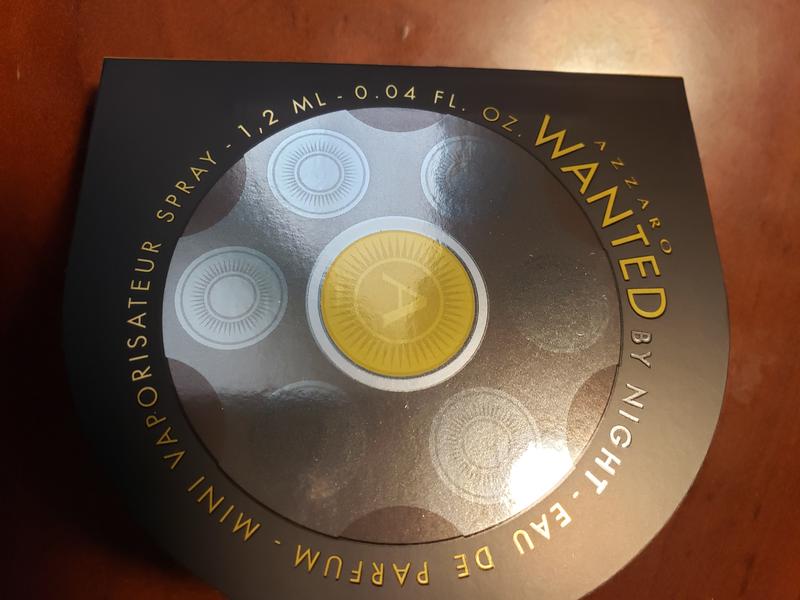 AZZARO
WANTED
BY NIGHT - EAU DE PARFUM - MINI VAPORISATEUR SPRAY - 1,2 ML - 0.04 FL. OZ.
A